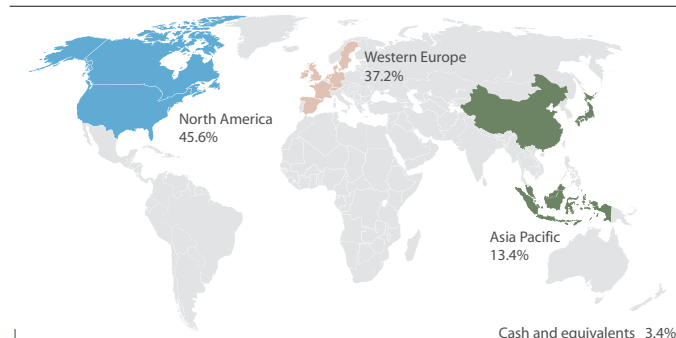 Western Europe
37.2%
North America
45.6%
Asia Pacific
13.4%
Cash and equivalents 3.4%